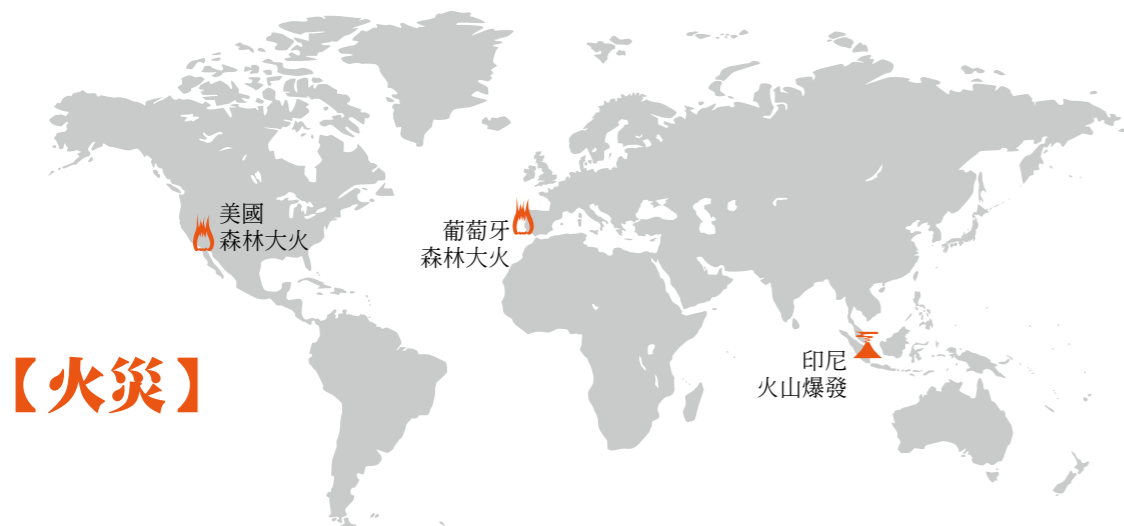 美國
森林大火
葡萄牙
森林大火
【火災】
印尼
火山爆發